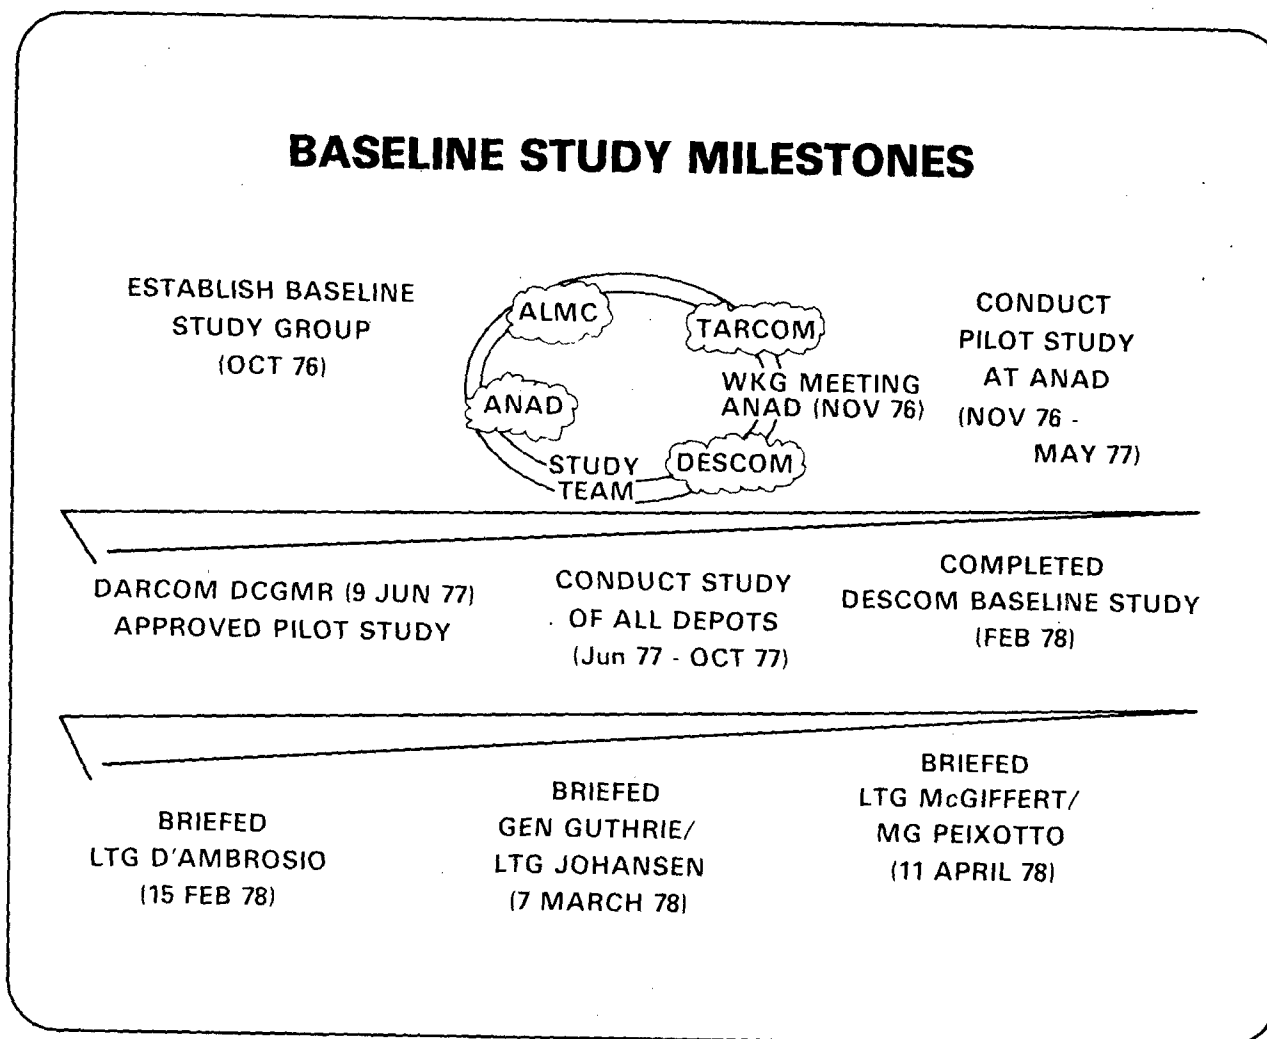 BASELINE STUDY MILESTONES
ESTABLISH BASELINE
STUDY GROUP
(OCT 76)
ALMC
TARCOM
WKG MEETING
ANAD (NOV 76)
ANAD
STUDY
TEAM
DESCOM
CONDUCT
PILOT STUDY
AT ANAD
(NOV 76 -
MAY 77)
DARCOM DCGMR (9 JUN 77)
APPROVED PILOT STUDY
CONDUCT STUDY
OF ALL DEPOTS
(Jun 77 - OCT 77)
COMPLETED
DESCOM BASELINE STUDY
(FEB 78)
BRIEFED
LTG D'AMBROSIO
(15 FEB 78)
BRIEFED
GEN GUTHRIE/
LTG JOHANSEN
(7 MARCH 78)
BRIEFED
LTG McGIFFERT/
MG PEIXOTTO
(11 APRIL 78)